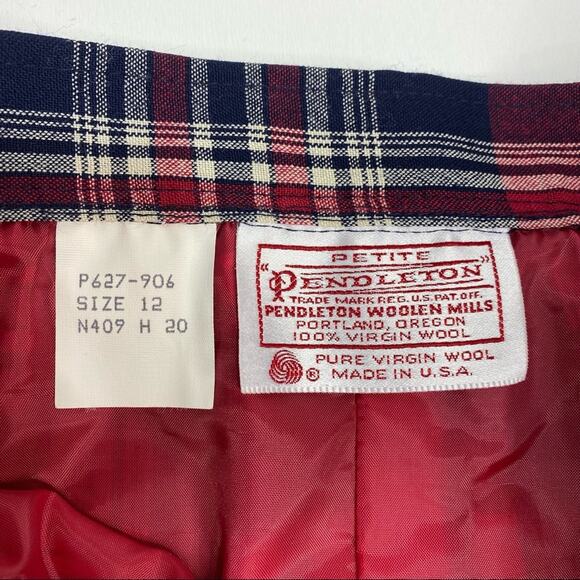 P627-906
SIZE 12
N409 H 20
PETITE
"PENDLETON"
TRADE MARK REG. U.S. PAT. OFF.
PENDLETON WOOLEN MILLS
PORTLAND, OREGON
100% VIRGIN WOOL
® PURE VIRGIN WOOL
MADE IN U.S.A.